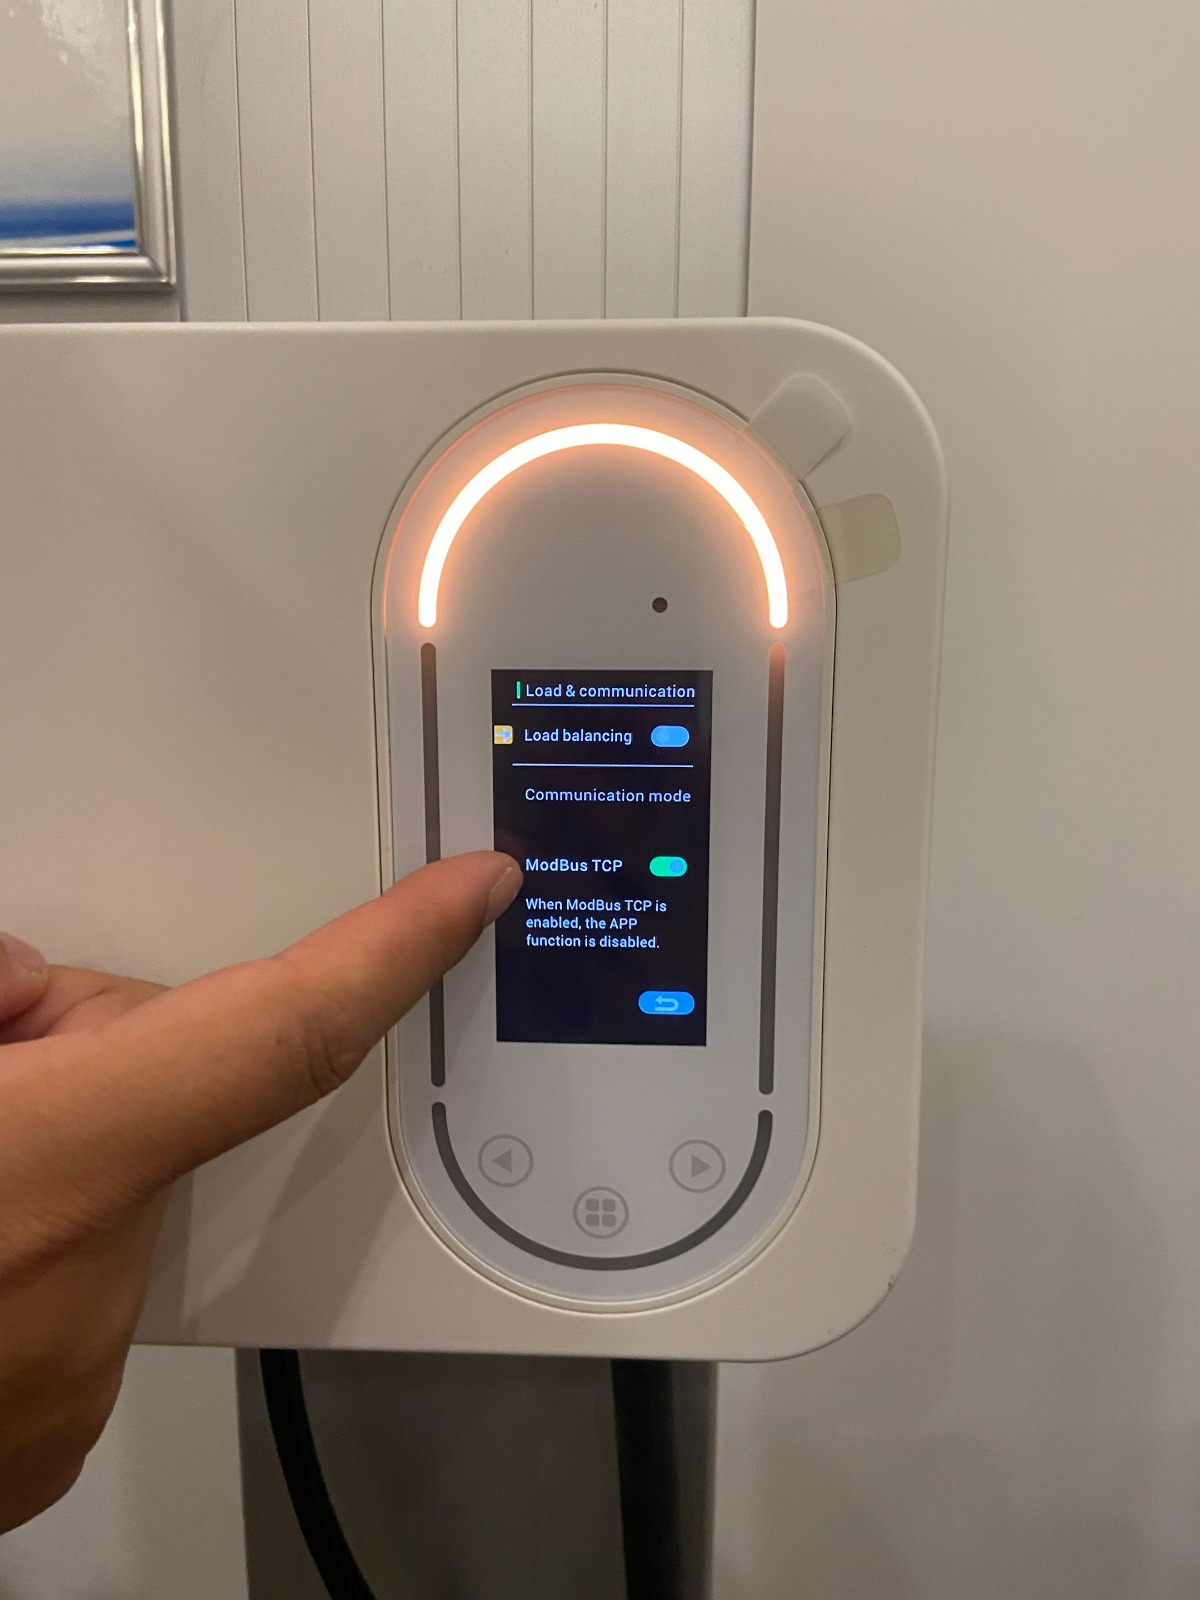 Load & communication
Load balancing
Communication mode
ModBus TCP
When ModBus TCP is
enabled, the APP
function is disabled.